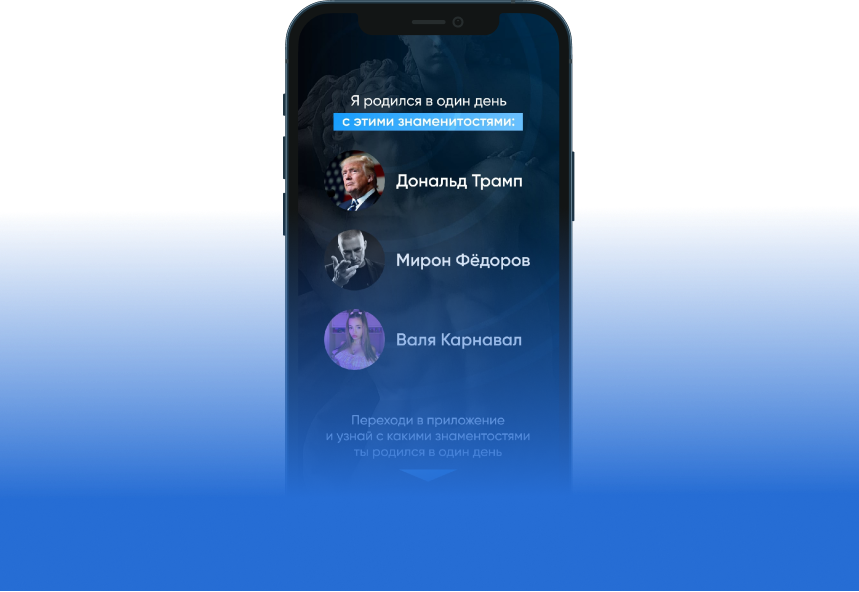 Я родился в один день
с этими знаменитостями:
Дональд Трамп
Мирон Фёдоров
Валя Карнавал
Переходи в приложение
и узнай с какими знаментостями
ты родился в один день